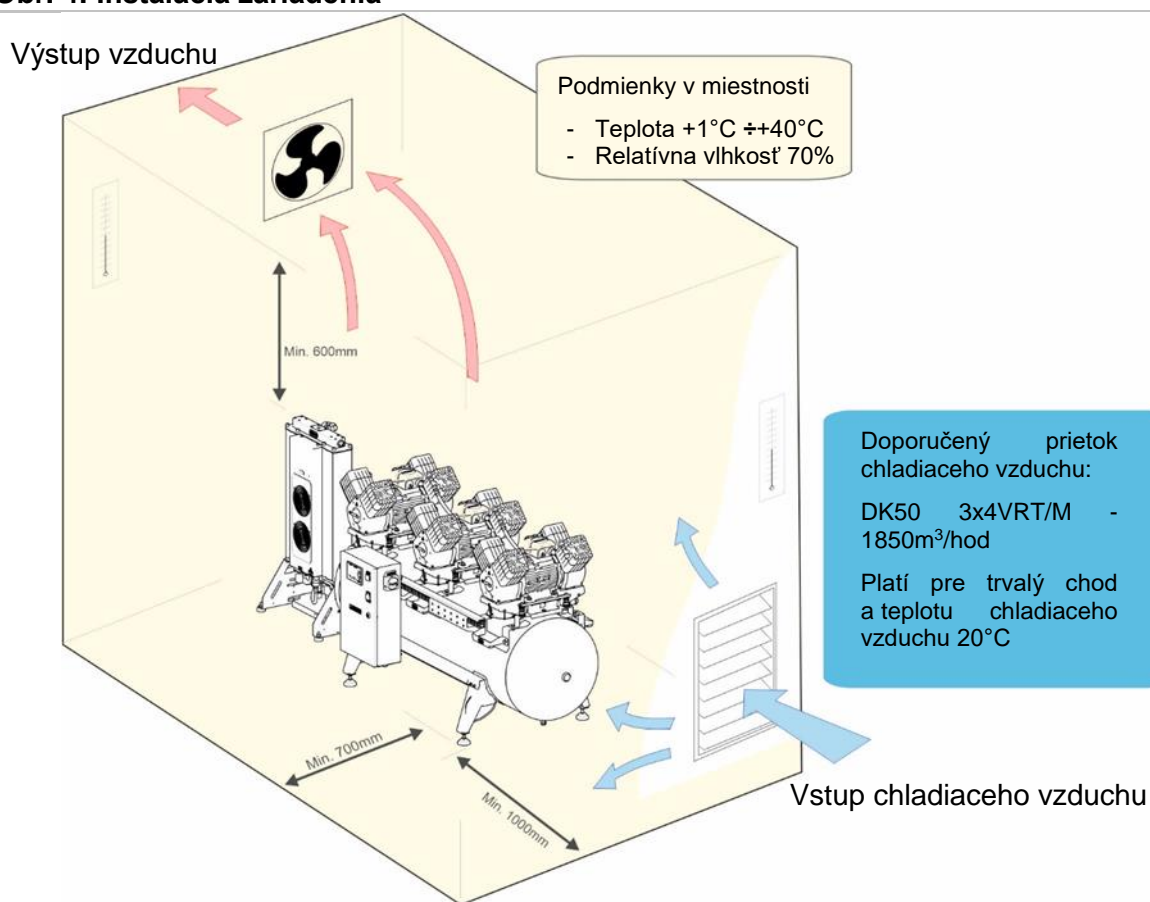 Výstup vzduchu
Podmienky v miestnosti
- Teplota +1°C ÷+40°C
- Relatívna vlhkosť 70%
Min. 600mm
Doporučený prietok
chladiaceho vzduchu:
DK50 3x4VRT/M -
1850m³/hod
Platí pre trvalý chod
a teplotu chladiaceho
vzduchu 20°C
Min. 700mm
Min. 1000mm
Vstup chladiaceho vzduchu